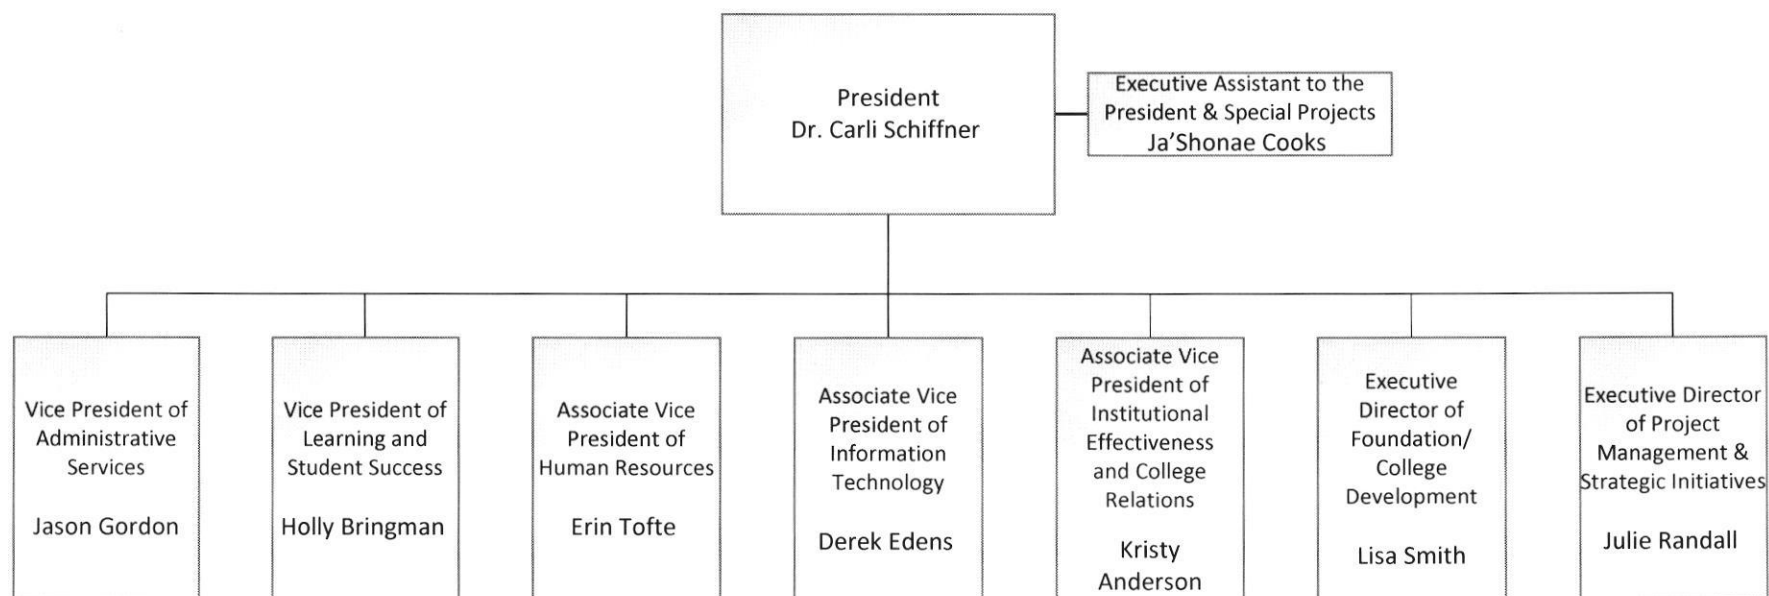 President
Dr. Carli Schiffner
Executive Assistant to the
President & Special Projects
Ja'Shonae Cooks
Vice President of
Administrative
Services
Jason Gordon
Vice President of
Learning and
Student Success
Holly Bringman
Associate Vice
President of
Human Resources
Erin Tofte
Associate Vice
President of
Information
Technology
Derek Edens
Associate Vice
President of
Institutional
Effectiveness
and College
Relations
Kristy
Anderson
Executive
Director of
Foundation/
College
Development
Lisa Smith
Executive Director
of Project
Management &
Strategic Initiatives
Julie Randall